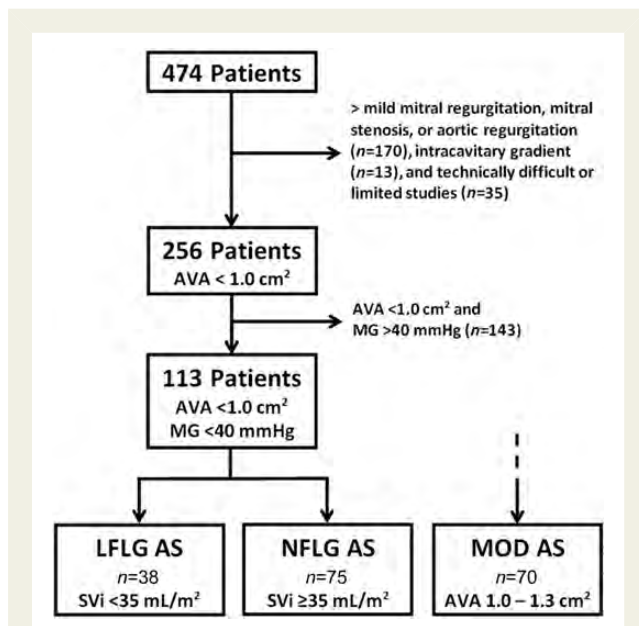 474 Patients
> mild mitral regurgitation, mitral
stenosis, or aortic regurgitation
(n=170), intracavitary gradient
(n=13), and technically difficult or
limited studies (n=35)
256 Patients
AVA < 1.0 cm²
AVA <1.0 cm² and
MG >40 mmHg (n=143)
113 Patients
AVA <1.0 cm²
MG <40 mmHg
LFLG AS
n=38
SVi <35 mL/m²
NFLG AS
n=75
SVi ≥35 mL/m²
MOD AS
n=70
AVA 1.0 – 1.3 cm²